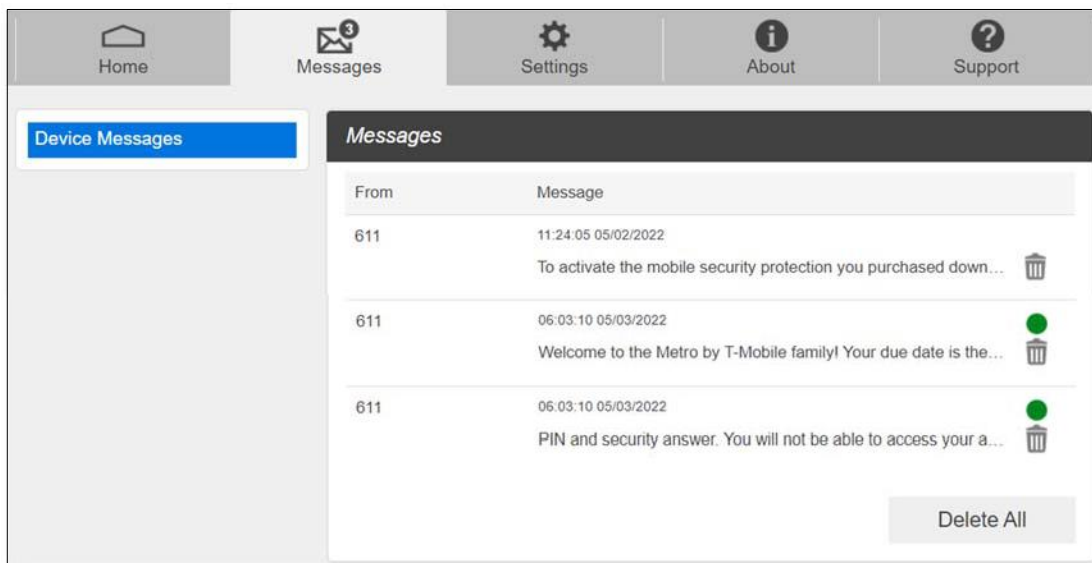 3
Home Messages Settings About Support
Device Messages
Messages
From Message
611 11:24:05 05/02/2022
To activate the mobile security protection you purchased down...
611 06:03:10 05/03/2022
Welcome to the Metro by T-Mobile family! Your due date is the...
611 06:03:10 05/03/2022
PIN and security answer. You will not be able to access your a...
Delete All